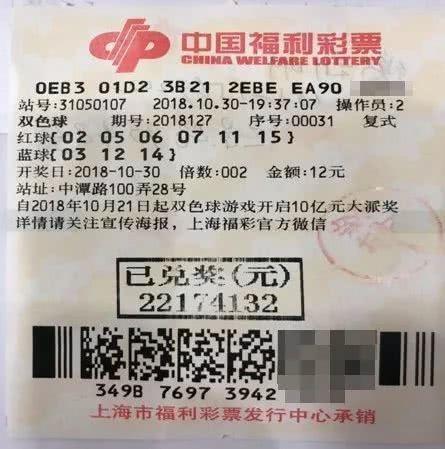 中国福利彩票
CHINA WELFARE LOTTERY
0EB3 01D2 3B21 2EBE EA90
站号:31050107 2018.10.30-19:37:07 操作员:2
双色球 期号:2018127 序号:00031 复式
红球{02 05 06 07 11 15}
蓝球{03 12 14}
开奖日:2018-10-30 倍数:002 金额:12元
站址:中潭路100弄28号
自2018年10月21日起双色球游戏开启10亿元大派奖
详情请关注宣传海报，上海福彩官方微信
已兑奖(元)
22174132
349B 7697 3942
上海市福利彩票发行中心承销